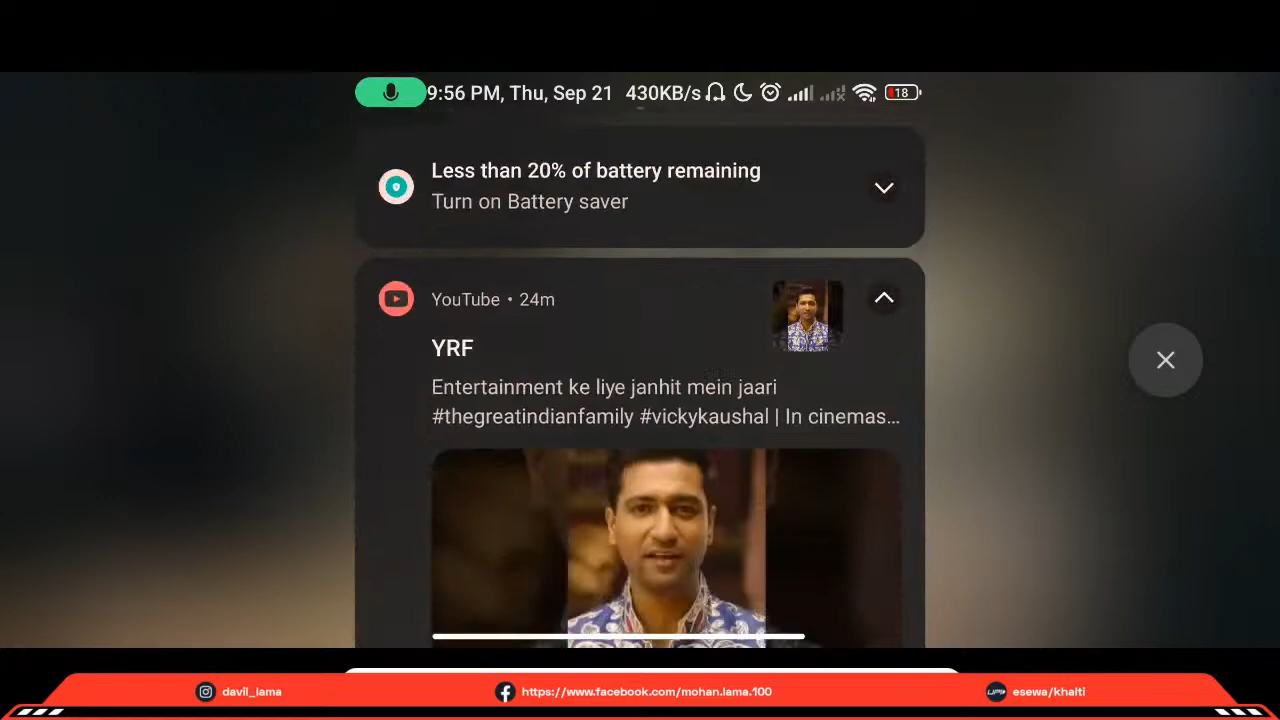 9:56 PM, Thu, Sep 21 430KB/s 18
Less than 20% of battery remaining
Turn on Battery saver
YouTube • 24m
YRF
Entertainment ke liye janhit mein jaari
#thegreatindianfamily #vickykaushal | In cinemas...
davil_lama https://www.facebook.com/mohan.lama.100 esewa/khalti